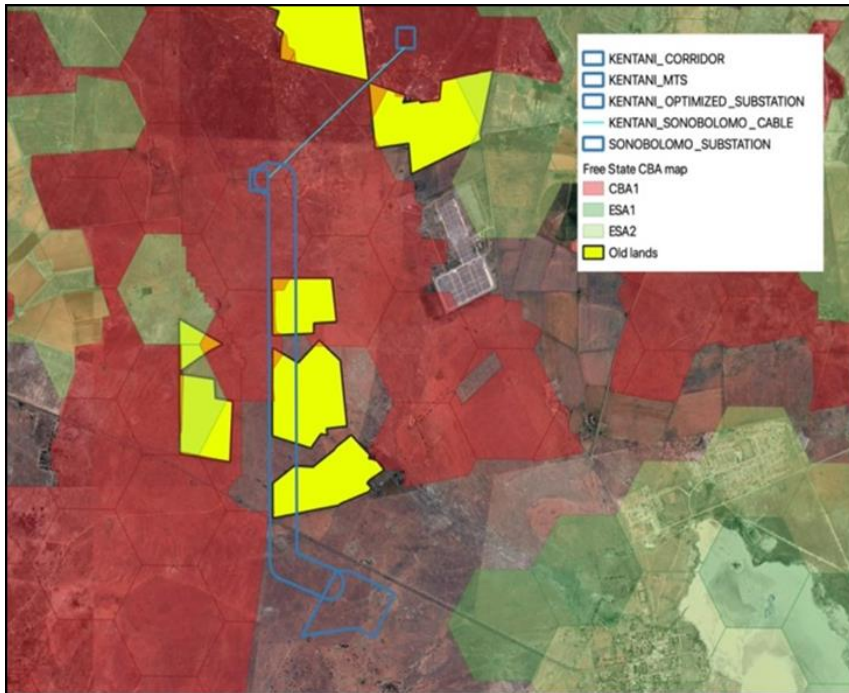 KENTANI_CORRIDOR
KENTANI_MTS
KENTANI_OPTIMIZED_SUBSTATION
KENTANI_SONOBOLOMO_CABLE
SONOBOLOMO_SUBSTATION
Free State CBA map
CBA1
ESA1
ESA2
Old lands